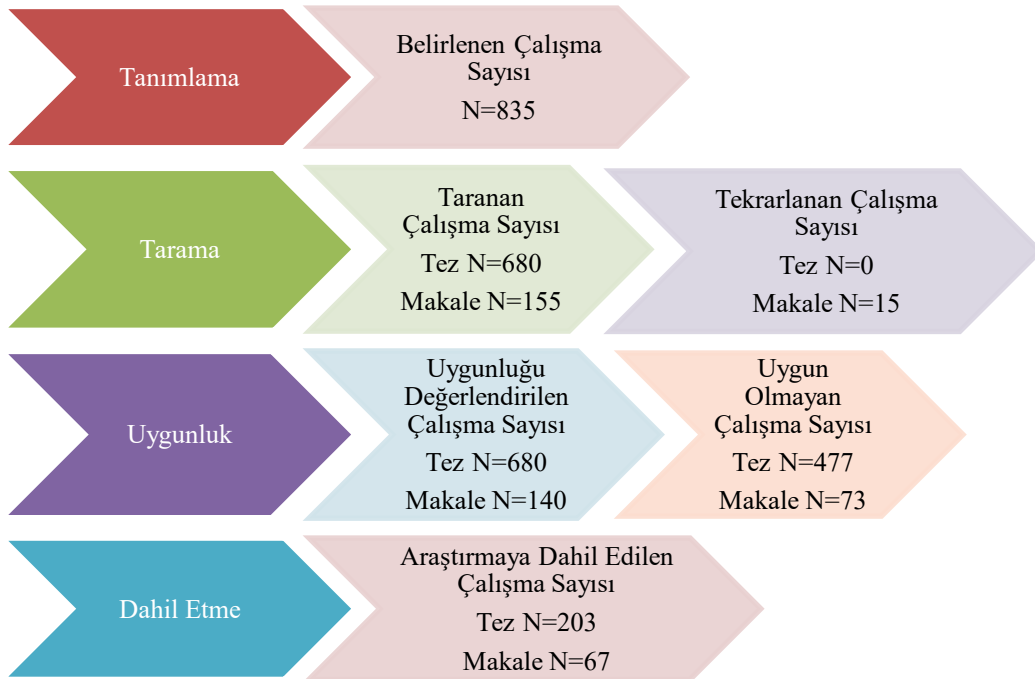 Tanımlama
Belirlenen Çalışma
Sayısı
N=835
Tarama
Taranan
Çalışma Sayısı
Tez N=680
Makale N=155
Tekrarlanan Çalışma
Sayısı
Tez N=0
Makale N=15
Uygunluk
Uygunluğu
Değerlendirilen
Çalışma Sayısı
Tez N=680
Makale N=140
Uygun
Olmayan
Çalışma Sayısı
Tez N=477
Makale N=73
Dahil Etme
Araştırmaya Dahil Edilen
Çalışma Sayısı
Tez N=203
Makale N=67